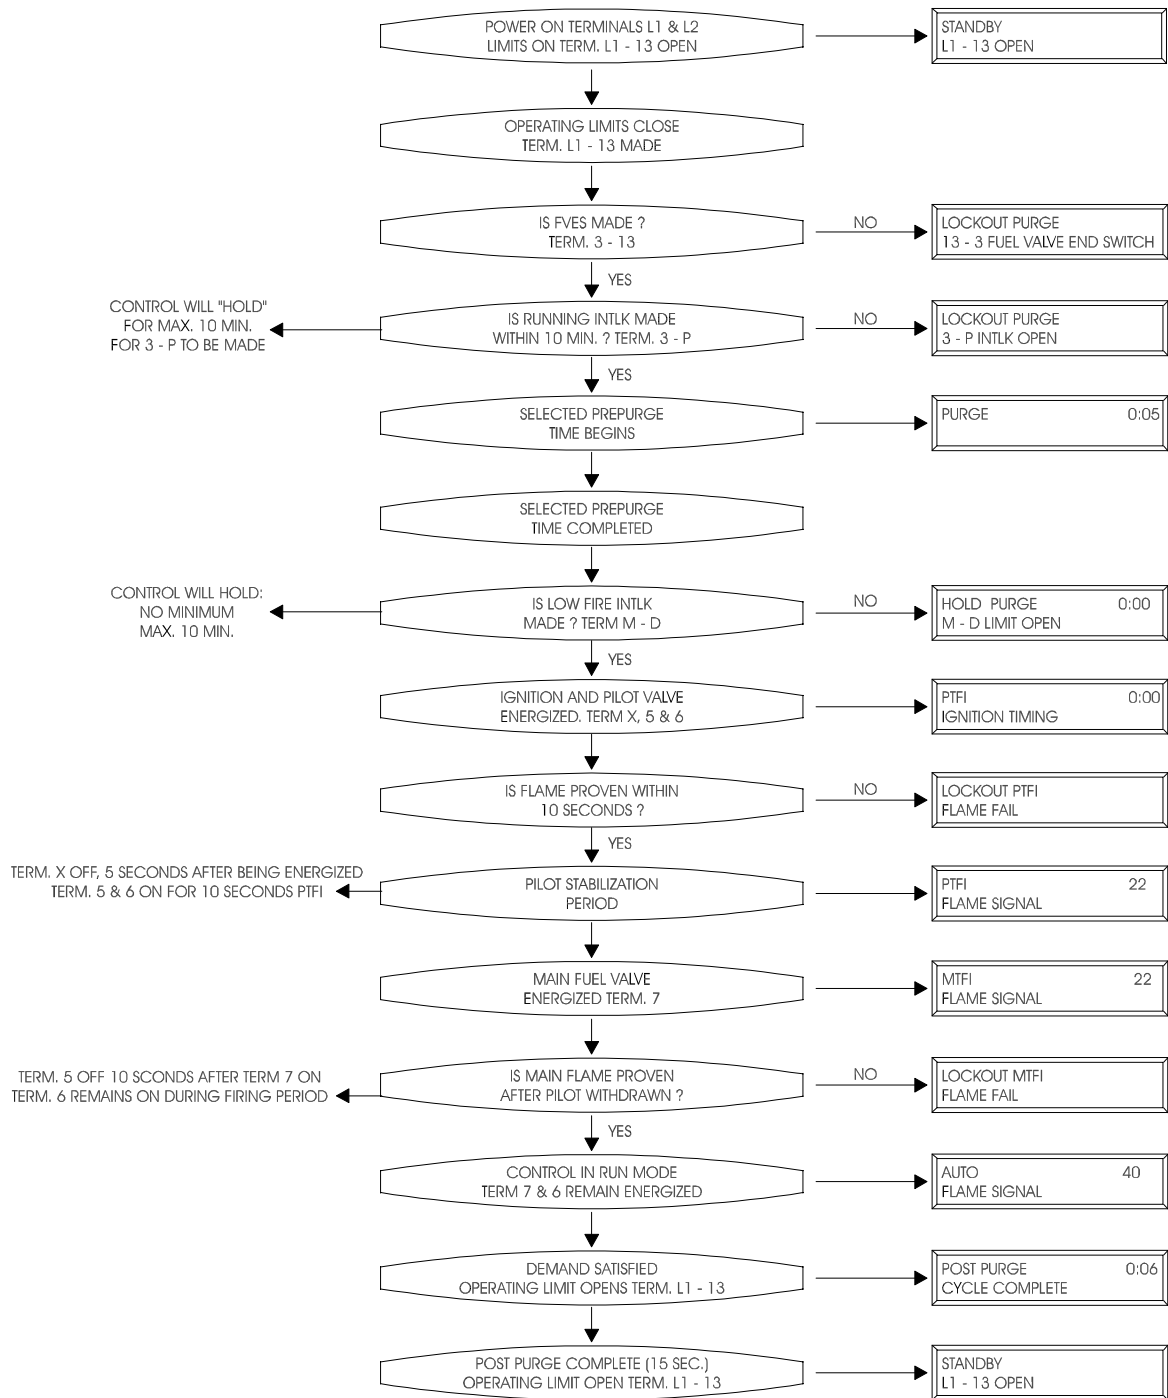 POWER ON TERMINALS L1 & L2
LIMITS ON TERM. L1 - 13 OPEN
STANDBY
L1 - 13 OPEN
OPERATING LIMITS CLOSE
TERM. L1 - 13 MADE
IS FVES MADE ?
TERM. 3 - 13
NO
LOCKOUT PURGE
13 - 3 FUEL VALVE END SWITCH
YES
CONTROL WILL "HOLD"
FOR MAX. 10 MIN.
FOR 3 - P TO BE MADE
IS RUNNING INTLK MADE
WITHIN 10 MIN. ? TERM. 3 - P
NO
LOCKOUT PURGE
3 - P INTLK OPEN
YES
SELECTED PREPURGE
TIME BEGINS
PURGE 0:05
SELECTED PREPURGE
TIME COMPLETED
CONTROL WILL HOLD:
NO MINIMUM
MAX. 10 MIN.
IS LOW FIRE INTLK
MADE ? TERM M - D
NO
HOLD PURGE 0:00
M - D LIMIT OPEN
YES
IGNITION AND PILOT VALVE
ENERGIZED. TERM X, 5 & 6
PTFI 0:00
IGNITION TIMING
IS FLAME PROVEN WITHIN
10 SECONDS ?
NO
LOCKOUT PTFI
FLAME FAIL
YES
TERM. X OFF, 5 SECONDS AFTER BEING ENERGIZED
TERM. 5 & 6 ON FOR 10 SECONDS PTFI
PILOT STABILIZATION
PERIOD
PTFI 22
FLAME SIGNAL
MAIN FUEL VALVE
ENERGIZED TERM. 7
MTFI 22
FLAME SIGNAL
TERM. 5 OFF 10 SCONDS AFTER TERM 7 ON
TERM. 6 REMAINS ON DURING FIRING PERIOD
IS MAIN FLAME PROVEN
AFTER PILOT WITHDRAWN ?
NO
LOCKOUT MTFI
FLAME FAIL
YES
CONTROL IN RUN MODE
TERM 7 & 6 REMAIN ENERGIZED
AUTO 40
FLAME SIGNAL
DEMAND SATISFIED
OPERATING LIMIT OPENS TERM. L1 - 13
POST PURGE 0:06
CYCLE COMPLETE
POST PURGE COMPLETE (15 SEC.)
OPERATING LIMIT OPEN TERM. L1 - 13
STANDBY
L1 - 13 OPEN